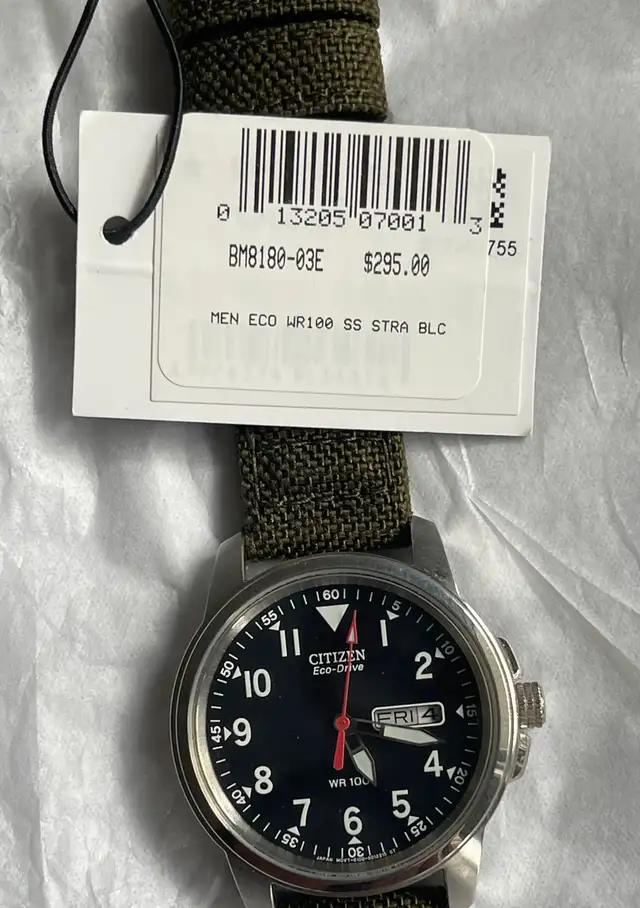 0 13205 07001 3
755
BM8180-03E $295.00
MEN ECO WR100 SS STRA BLC
60
55 5
11 1
CITIZEN
Eco-Drive
50 10 2 10
FRI 4
45 9 15
8 4
40 20
WR 100
7 5
35 6 25
30